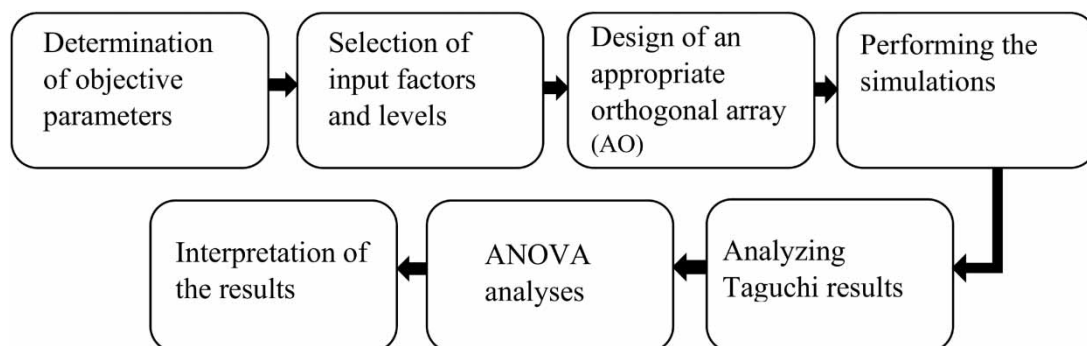 Determination
of objective
parameters
Selection of
input factors
and levels
Design of an
appropriate
orthogonal array
(AO)
Performing the
simulations
Analyzing
Taguchi results
ANOVA
analyses
Interpretation of
the results